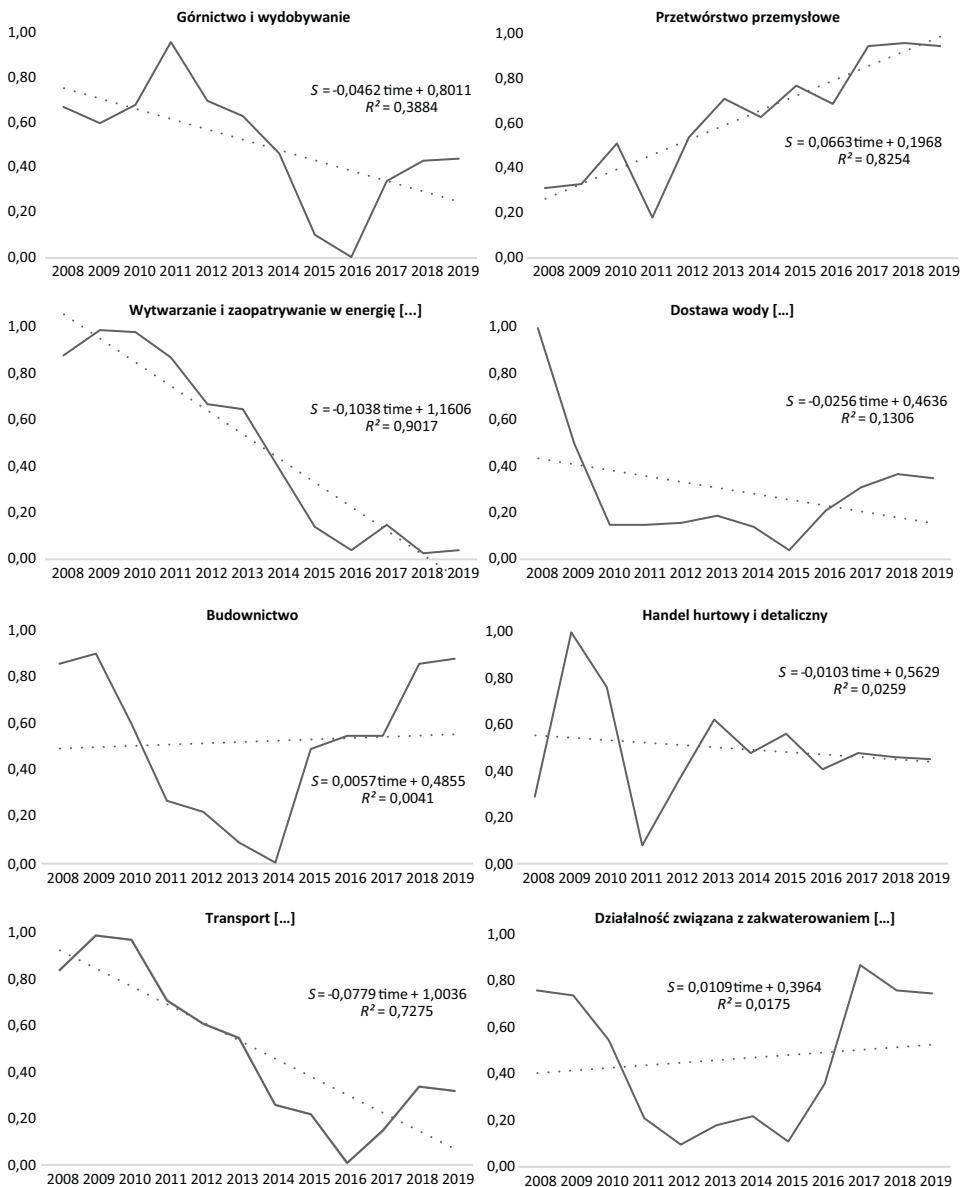 Górnictwo i wydobywanie
1,00
0,80
0,60
0,40
0,20
0,00
S = -0,0462 time + 0,8011
R² = 0,3884
2008 2009 2010 2011 2012 2013 2014 2015 2016 2017 2018 2019
Przetwórstwo przemysłowe
1,00
0,80
0,60
0,40
0,20
0,00
S = 0,0663 time + 0,1968
R² = 0,8254
2008 2009 2010 2011 2012 2013 2014 2015 2016 2017 2018 2019
Wytwarzanie i zaopatrywanie w energię [...]
1,00
0,80
0,60
0,40
0,20
0,00
S = -0,1038 time + 1,1606
R² = 0,9017
2008 2009 2010 2011 2012 2013 2014 2015 2016 2017 2018 2019
Dostawa wody [...]
1,00
0,80
0,60
0,40
0,20
0,00
S = -0,0256 time + 0,4636
R² = 0,1306
2008 2009 2010 2011 2012 2013 2014 2015 2016 2017 2018 2019
Budownictwo
1,00
0,80
0,60
0,40
0,20
0,00
S = 0,0057 time + 0,4855
R² = 0,0041
2008 2009 2010 2011 2012 2013 2014 2015 2016 2017 2018 2019
Handel hurtowy i detaliczny
1,00
0,80
0,60
0,40
0,20
0,00
S = -0,0103 time + 0,5629
R² = 0,0259
2008 2009 2010 2011 2012 2013 2014 2015 2016 2017 2018 2019
Transport [...]
1,00
0,80
0,60
0,40
0,20
0,00
S = -0,0779 time + 1,0036
R² = 0,7275
2008 2009 2010 2011 2012 2013 2014 2015 2016 2017 2018 2019
Działalność związana z zakwaterowaniem [...]
1,00
0,80
0,60
0,40
0,20
0,00
S = 0,0109 time + 0,3964
R² = 0,0175
2008 2009 2010 2011 2012 2013 2014 2015 2016 2017 2018 2019